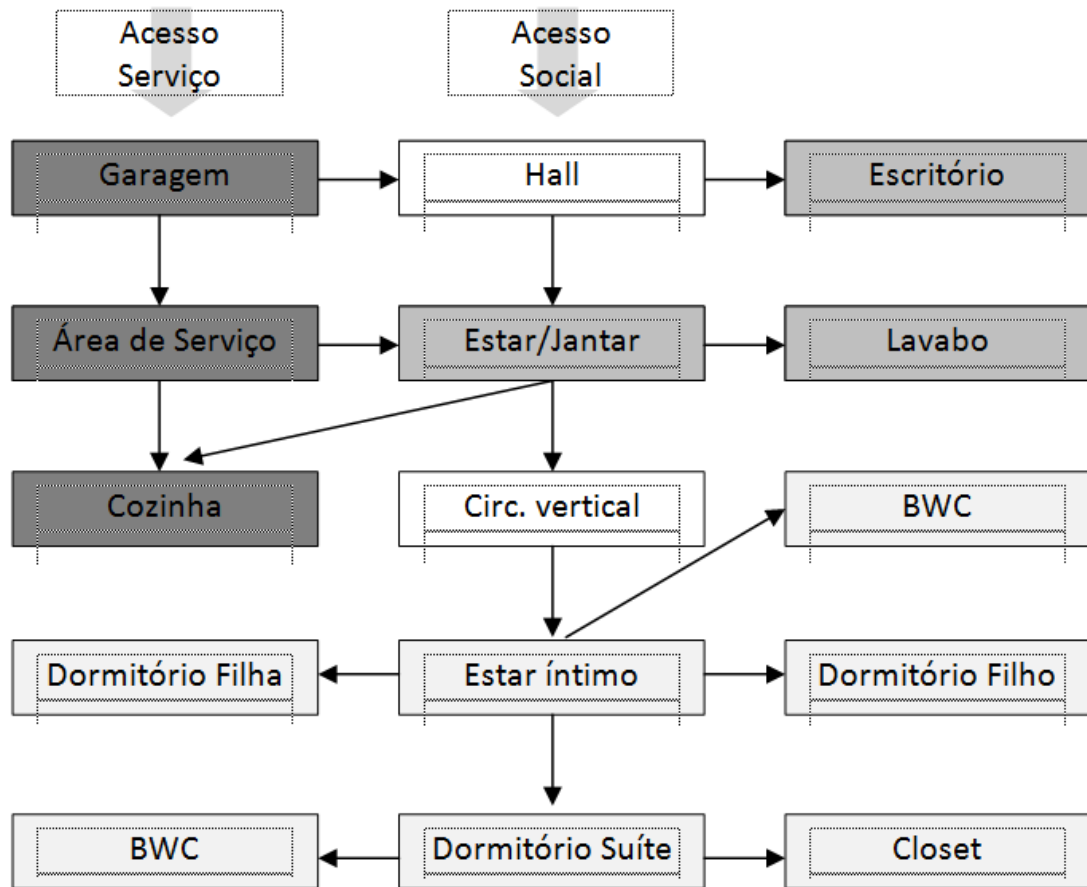 Acesso
Serviço
Acesso
Social
Garagem
Hall
Escritório
Área de Serviço
Estar/Jantar
Lavabo
Cozinha
Circ. vertical
BWC
Dormitório Filha
Estar íntimo
Dormitório Filho
BWC
Dormitório Suíte
Closet